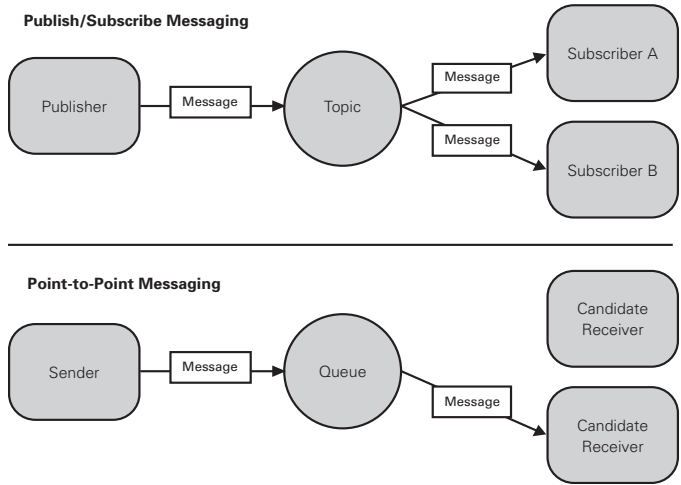 Publish/Subscribe Messaging
Publisher
Message
Topic
Message
Message
Subscriber A
Subscriber B
Point-to-Point Messaging
Sender
Message
Queue
Message
Candidate
Receiver
Candidate
Receiver